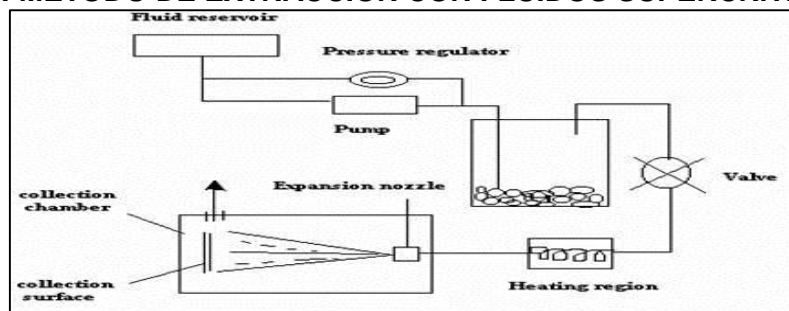 Fluid reservoir
Pressure regulator
Pump
Valve
Expansion nozzle
collection
chamber
collection
surface
Heating region